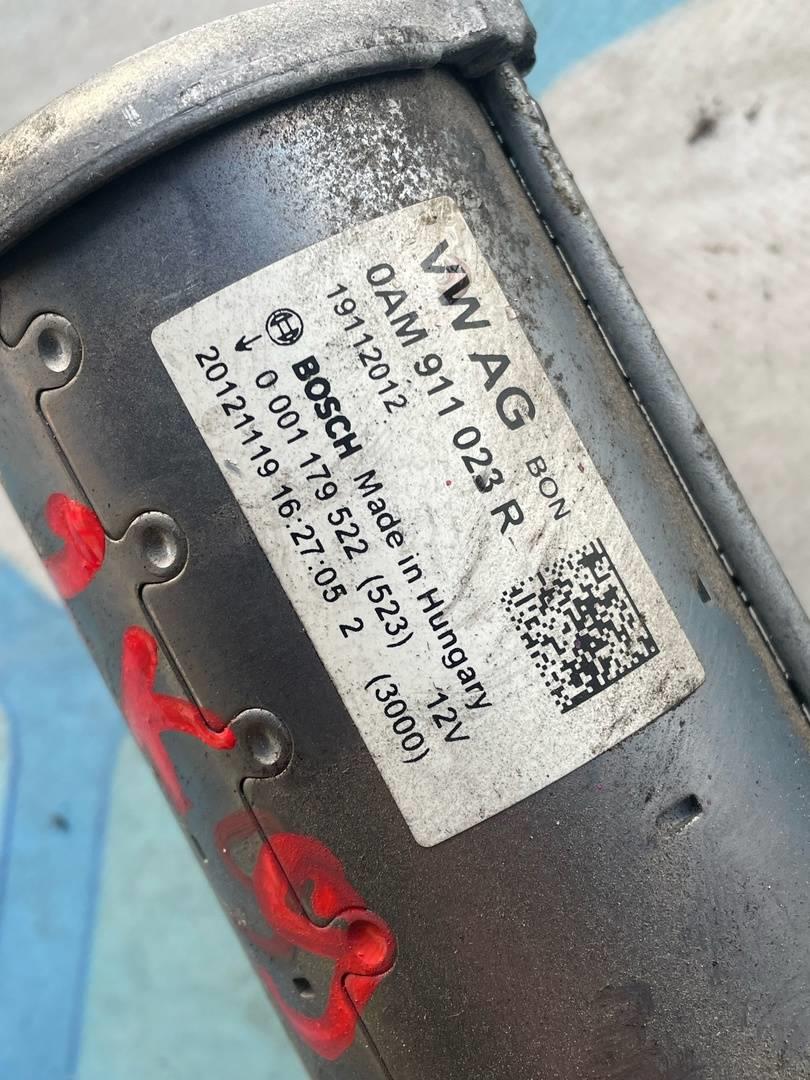 VW AG BON
0AM 911 023 R
19112012
BOSCH Made in Hungary
0 001 179 522 (523) 12V
20121119 16:27:05 2 (3000)